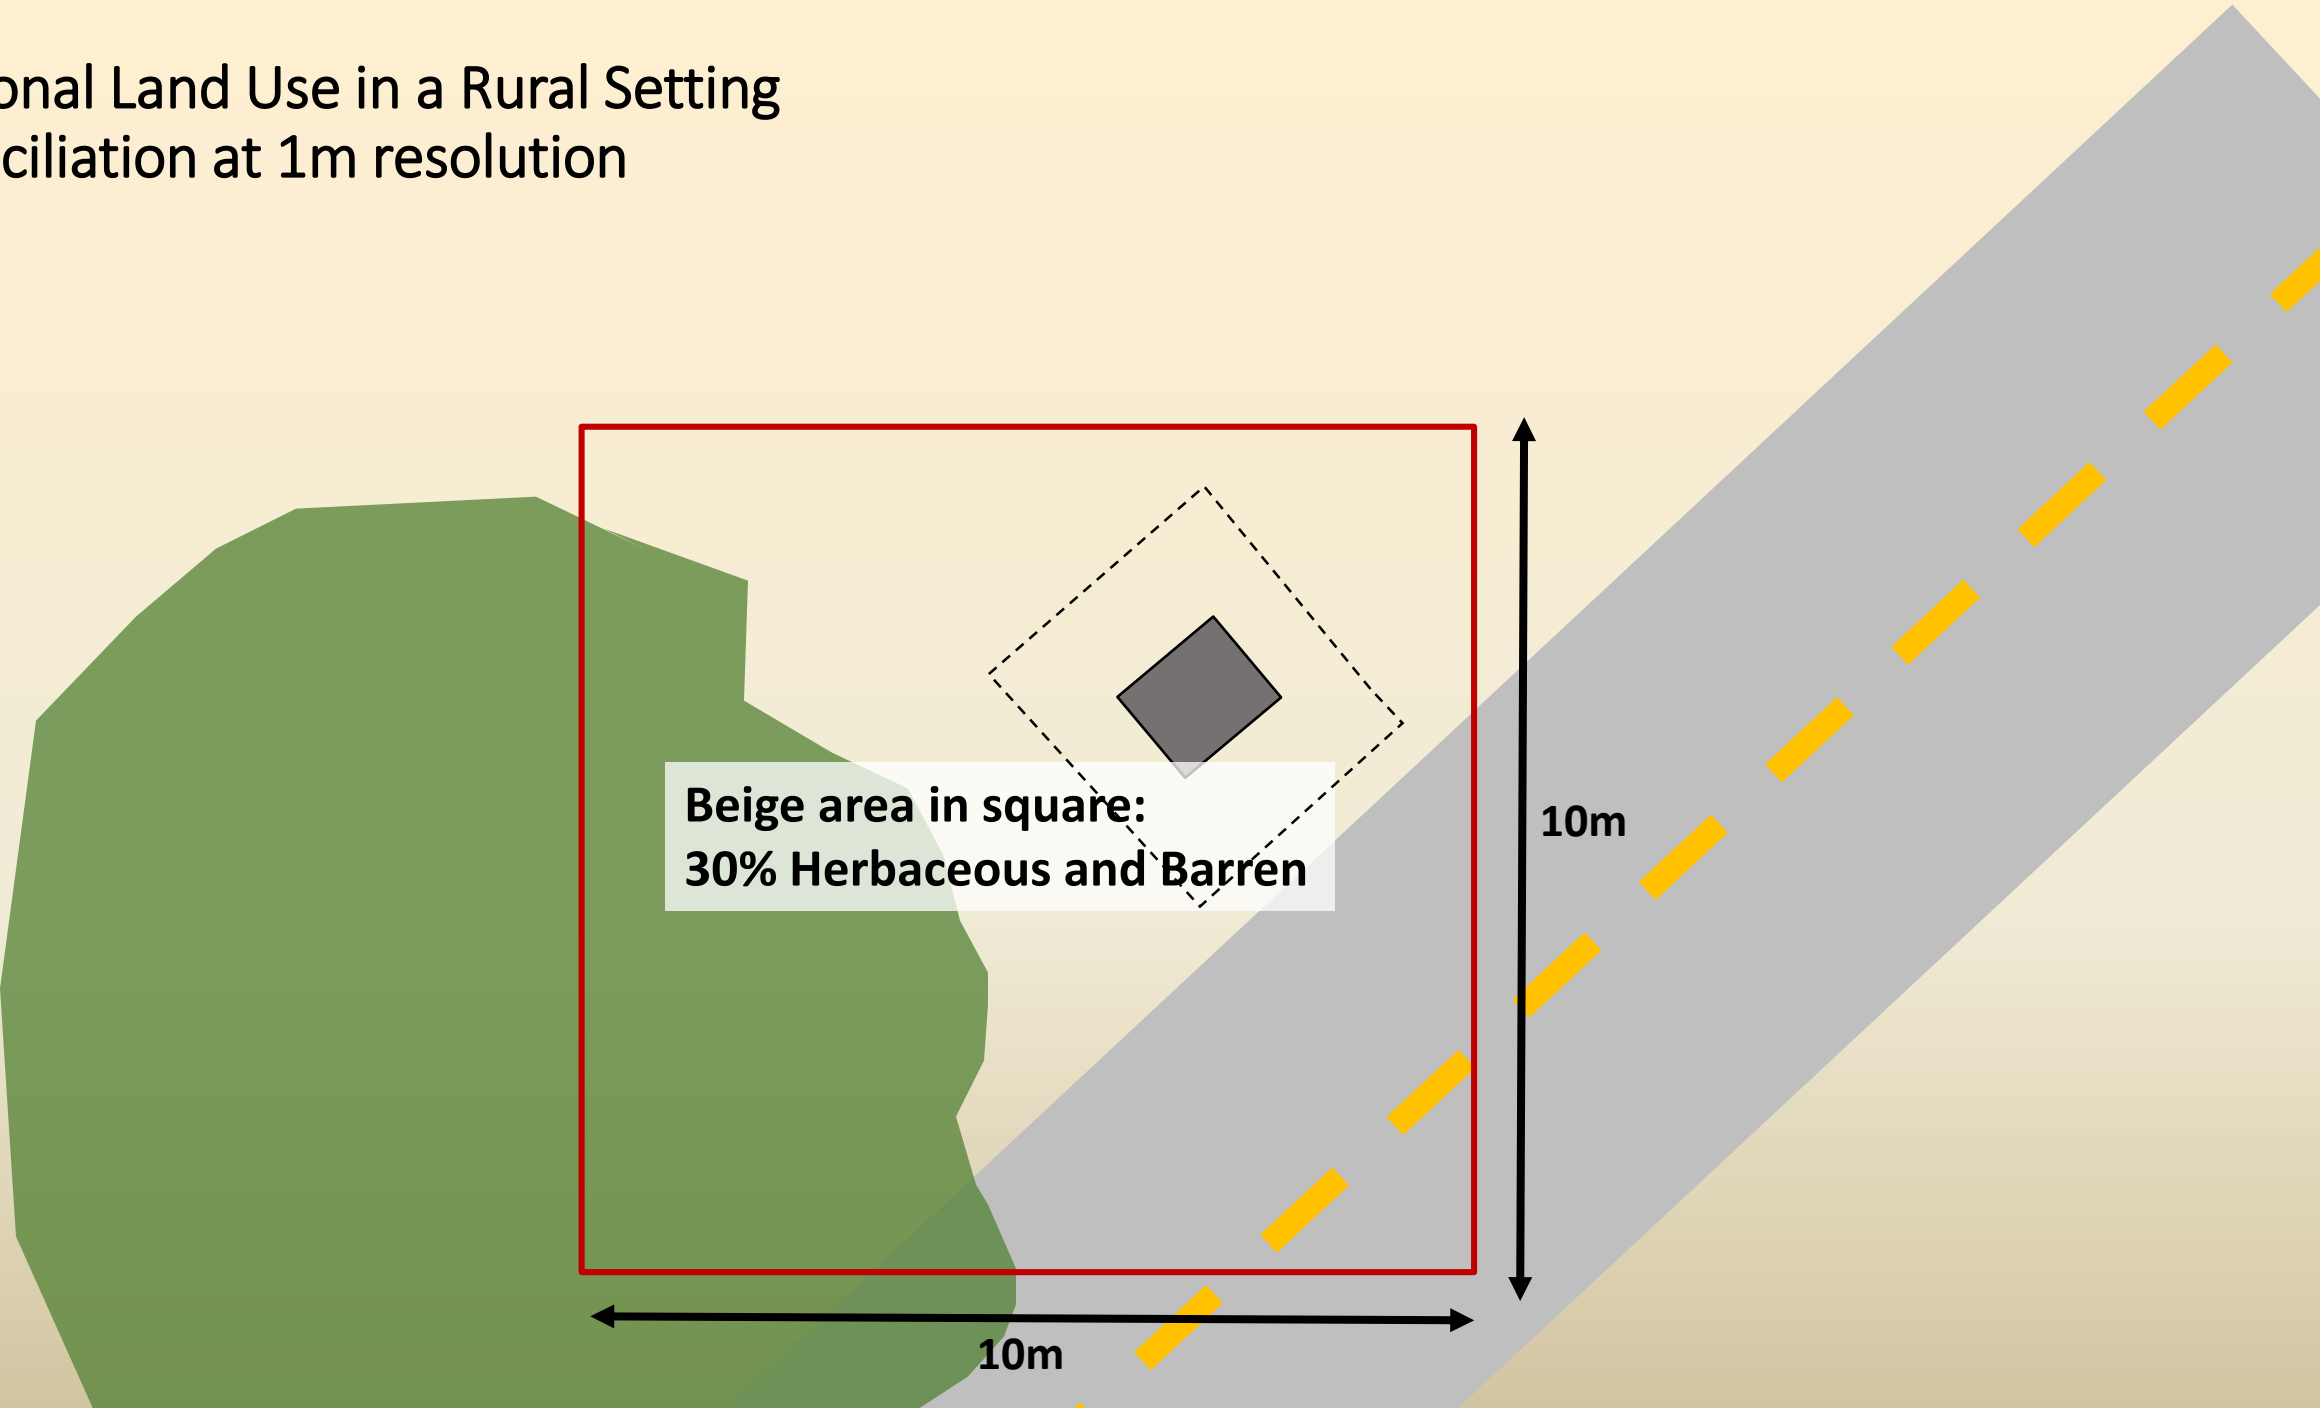 onal Land Use in a Rural Setting
ciliation at 1m resolution
Beige area in square:
30% Herbaceous and Barren
10m
10m